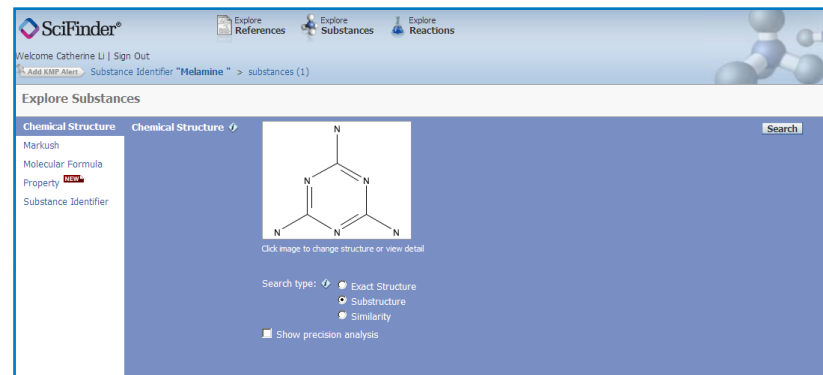 SciFinder®
Explore References
Explore Substances
Explore Reactions
Welcome Catherine Li | Sign Out
Add KMP Alert Substance Identifier "Melamine " > substances (1)
Explore Substances
Chemical Structure
Markush
Molecular Formula
Property NEW
Substance Identifier
Chemical Structure
Search
N
N N
N N N
Click image to change structure or view detail
Search type:
Exact Structure
Substructure
Similarity
Show precision analysis